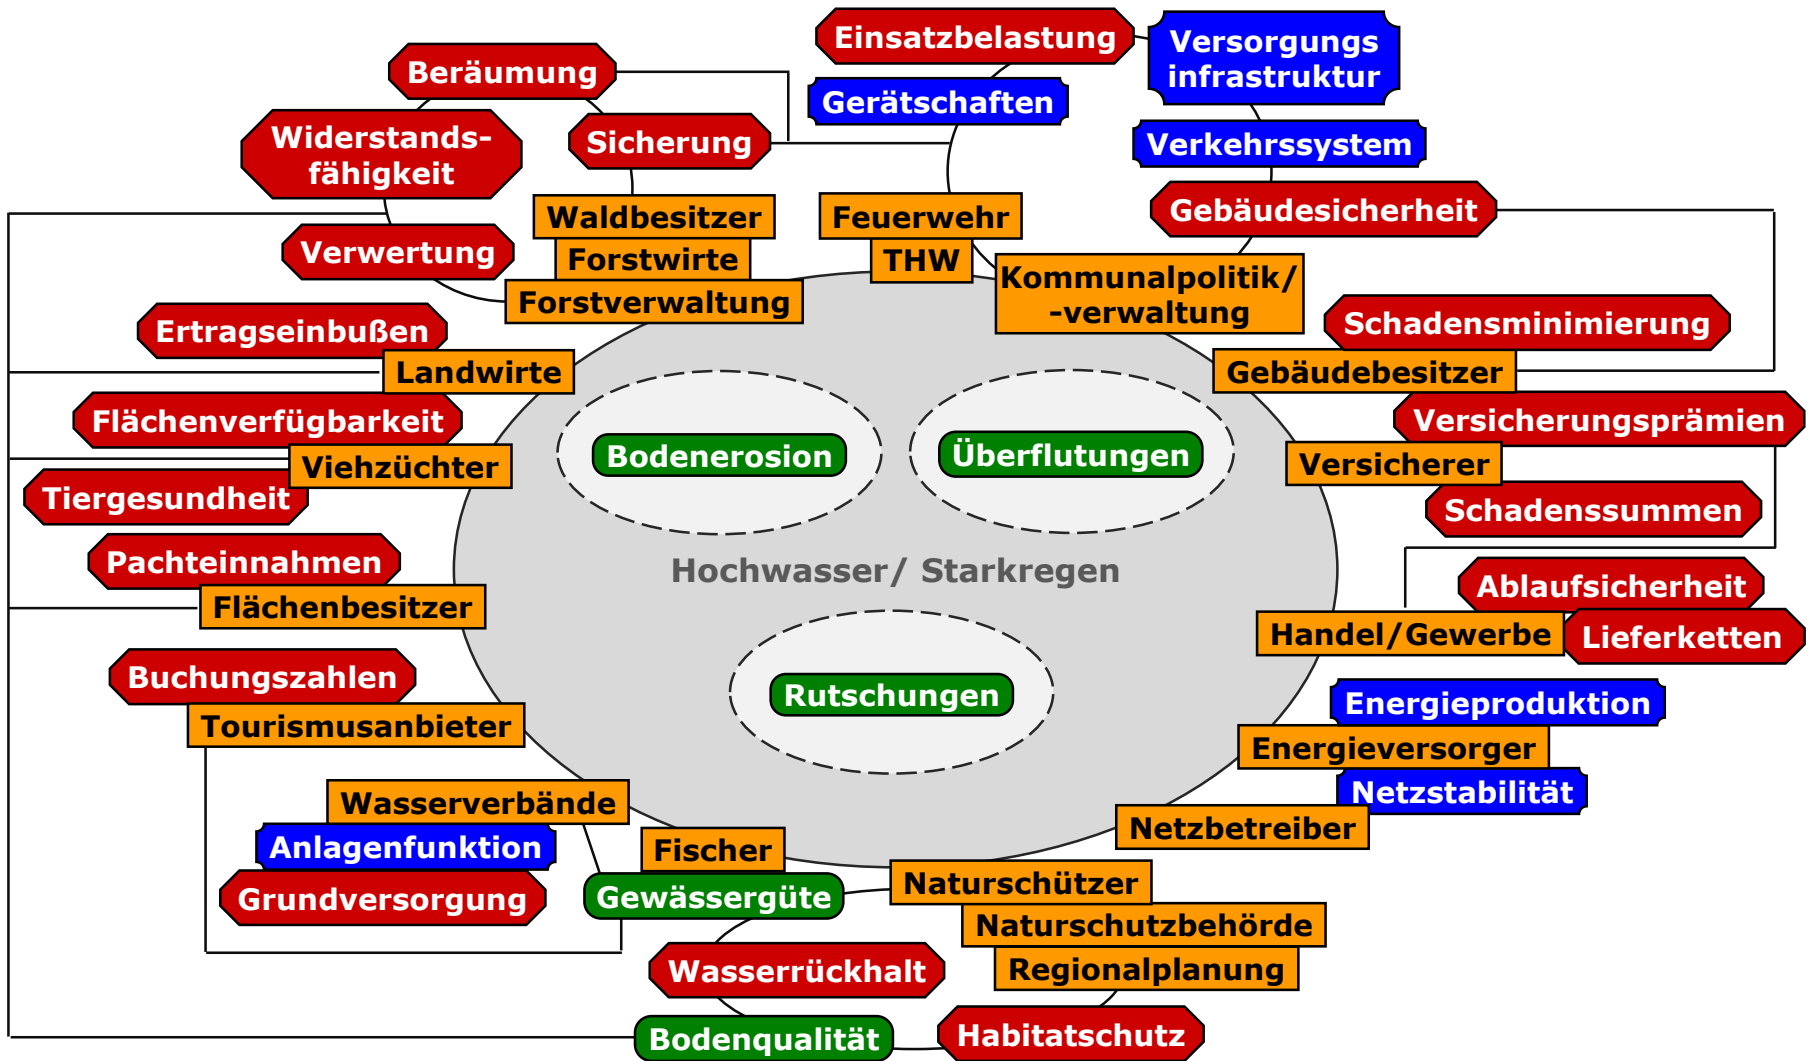 Einsatzbelastung
Versorgungs
infrastruktur
Beräumung
Gerätschaften
Widerstands-
fähigkeit
Sicherung
Verkehrssystem
Waldbesitzer
Feuerwehr
Gebäudesicherheit
Verwertung
Forstwirte
THW
Kommunalpolitik/
-verwaltung
Forstverwaltung
Ertragseinbußen
Schadensminimierung
Landwirte
Gebäudebesitzer
Flächenverfügbarkeit
Versicherungsprämien
Bodenerosion
Überflutungen
Viehzüchter
Versicherer
Tiergesundheit
Schadenssummen
Pachteinnahmen
Hochwasser/ Starkregen
Ablaufsicherheit
Flächenbesitzer
Handel/Gewerbe
Lieferketten
Buchungszahlen
Rutschungen
Energieproduktion
Tourismusanbieter
Energieversorger
Netzstabilität
Wasserverbände
Netzbetreiber
Anlagenfunktion
Fischer
Grundversorgung
Gewässergüte
Naturschützer
Naturschutzbehörde
Wasserrückhalt
Regionalplanung
Bodenqualität
Habitatschutz